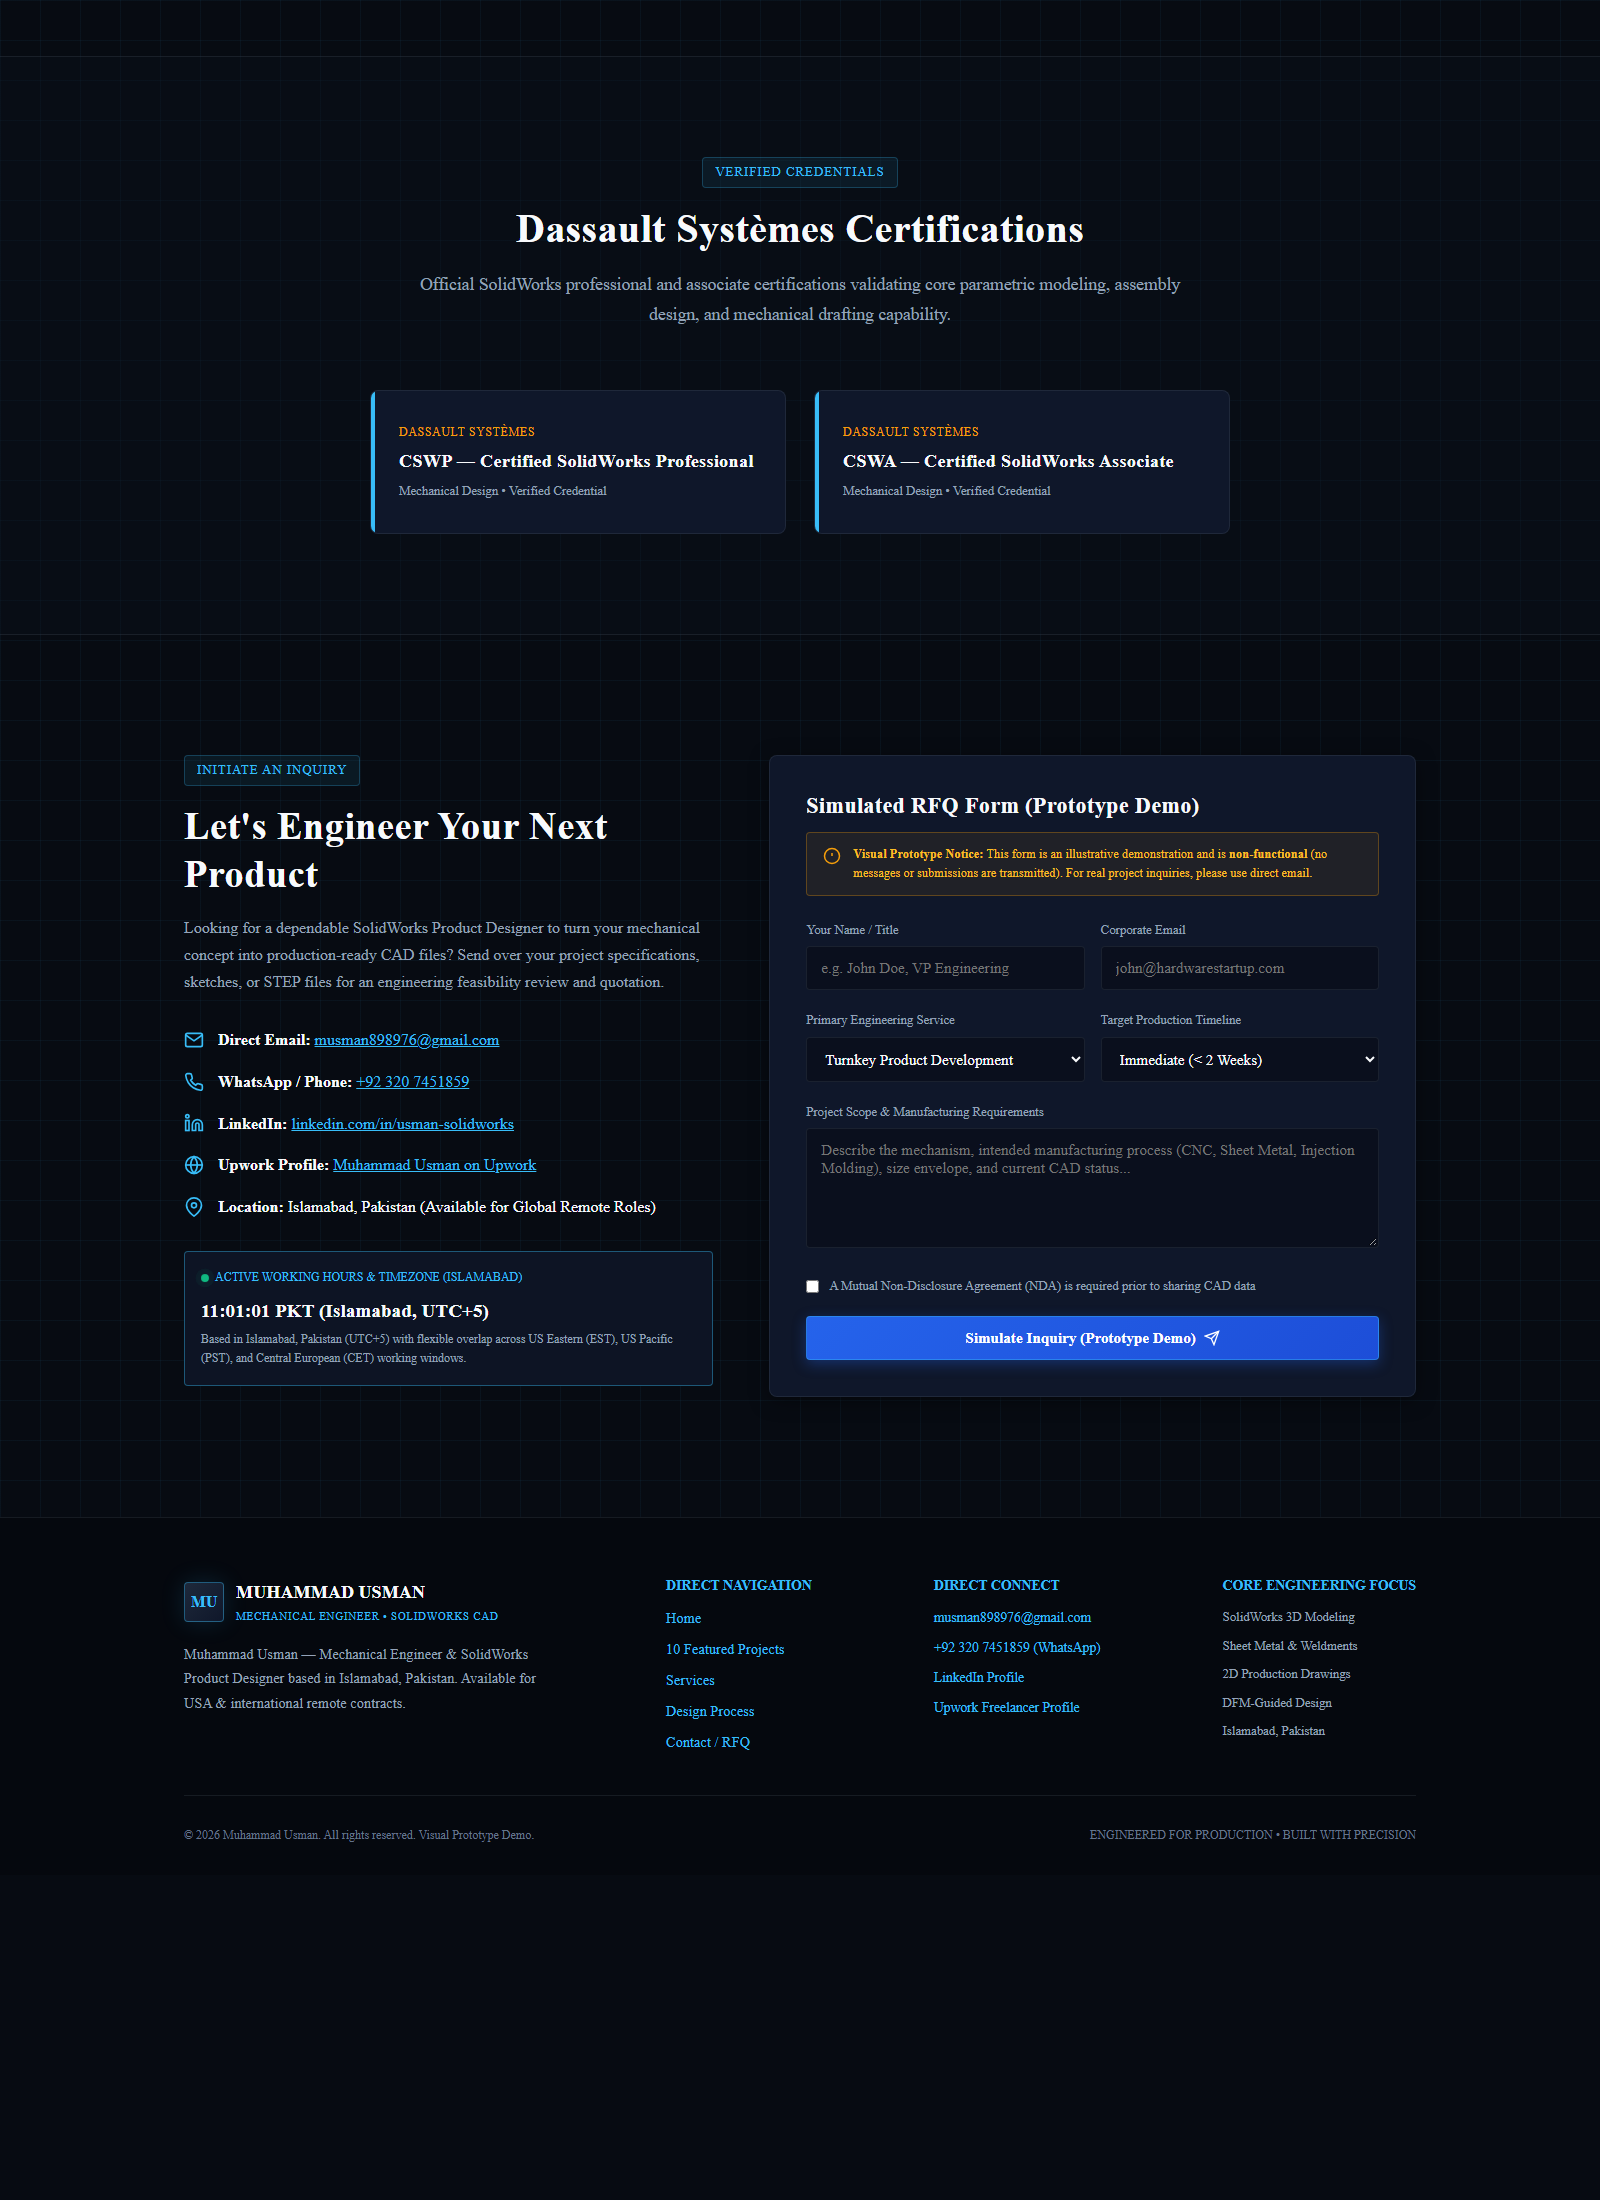 VERIFIED CREDENTIALS
Dassault Systèmes Certifications
Official SolidWorks professional and associate certifications validating core parametric modeling, assembly
design, and mechanical drafting capability.
DASSAULT SYSTÈMES
CSWP — Certified SolidWorks Professional
Mechanical Design • Verified Credential
DASSAULT SYSTÈMES
CSWA — Certified SolidWorks Associate
Mechanical Design • Verified Credential
INITIATE AN INQUIRY
Let's Engineer Your Next
Product
Looking for a dependable SolidWorks Product Designer to turn your mechanical
concept into production-ready CAD files? Send over your project specifications,
sketches, or STEP files for an engineering feasibility review and quotation.
Direct Email: musman898976@gmail.com
WhatsApp / Phone: +92 320 7451859
LinkedIn: linkedin.com/in/usman-solidworks
Upwork Profile: Muhammad Usman on Upwork
Location: Islamabad, Pakistan (Available for Global Remote Roles)
ACTIVE WORKING HOURS & TIMEZONE (ISLAMABAD)
11:01:01 PKT (Islamabad, UTC+5)
Based in Islamabad, Pakistan (UTC+5) with flexible overlap across US Eastern (EST), US Pacific
(PST), and Central European (CET) working windows.
Simulated RFQ Form (Prototype Demo)
Visual Prototype Notice: This form is an illustrative demonstration and is non-functional (no
messages or submissions are transmitted). For real project inquiries, please use direct email.
Your Name / Title
Corporate Email
e.g. John Doe, VP Engineering
john@hardwarestartup.com
Primary Engineering Service
Target Production Timeline
Turnkey Product Development
Immediate (< 2 Weeks)
Project Scope & Manufacturing Requirements
Describe the mechanism, intended manufacturing process (CNC, Sheet Metal, Injection
Molding), size envelope, and current CAD status...
A Mutual Non-Disclosure Agreement (NDA) is required prior to sharing CAD data
Simulate Inquiry (Prototype Demo)
MU
MUHAMMAD USMAN
MECHANICAL ENGINEER • SOLIDWORKS CAD
Muhammad Usman — Mechanical Engineer & SolidWorks
Product Designer based in Islamabad, Pakistan. Available for
USA & international remote contracts.
DIRECT NAVIGATION
Home
10 Featured Projects
Services
Design Process
Contact / RFQ
DIRECT CONNECT
musman898976@gmail.com
+92 320 7451859 (WhatsApp)
LinkedIn Profile
Upwork Freelancer Profile
CORE ENGINEERING FOCUS
SolidWorks 3D Modeling
Sheet Metal & Weldments
2D Production Drawings
DFM-Guided Design
Islamabad, Pakistan
© 2026 Muhammad Usman. All rights reserved. Visual Prototype Demo.
ENGINEERED FOR PRODUCTION • BUILT WITH PRECISION